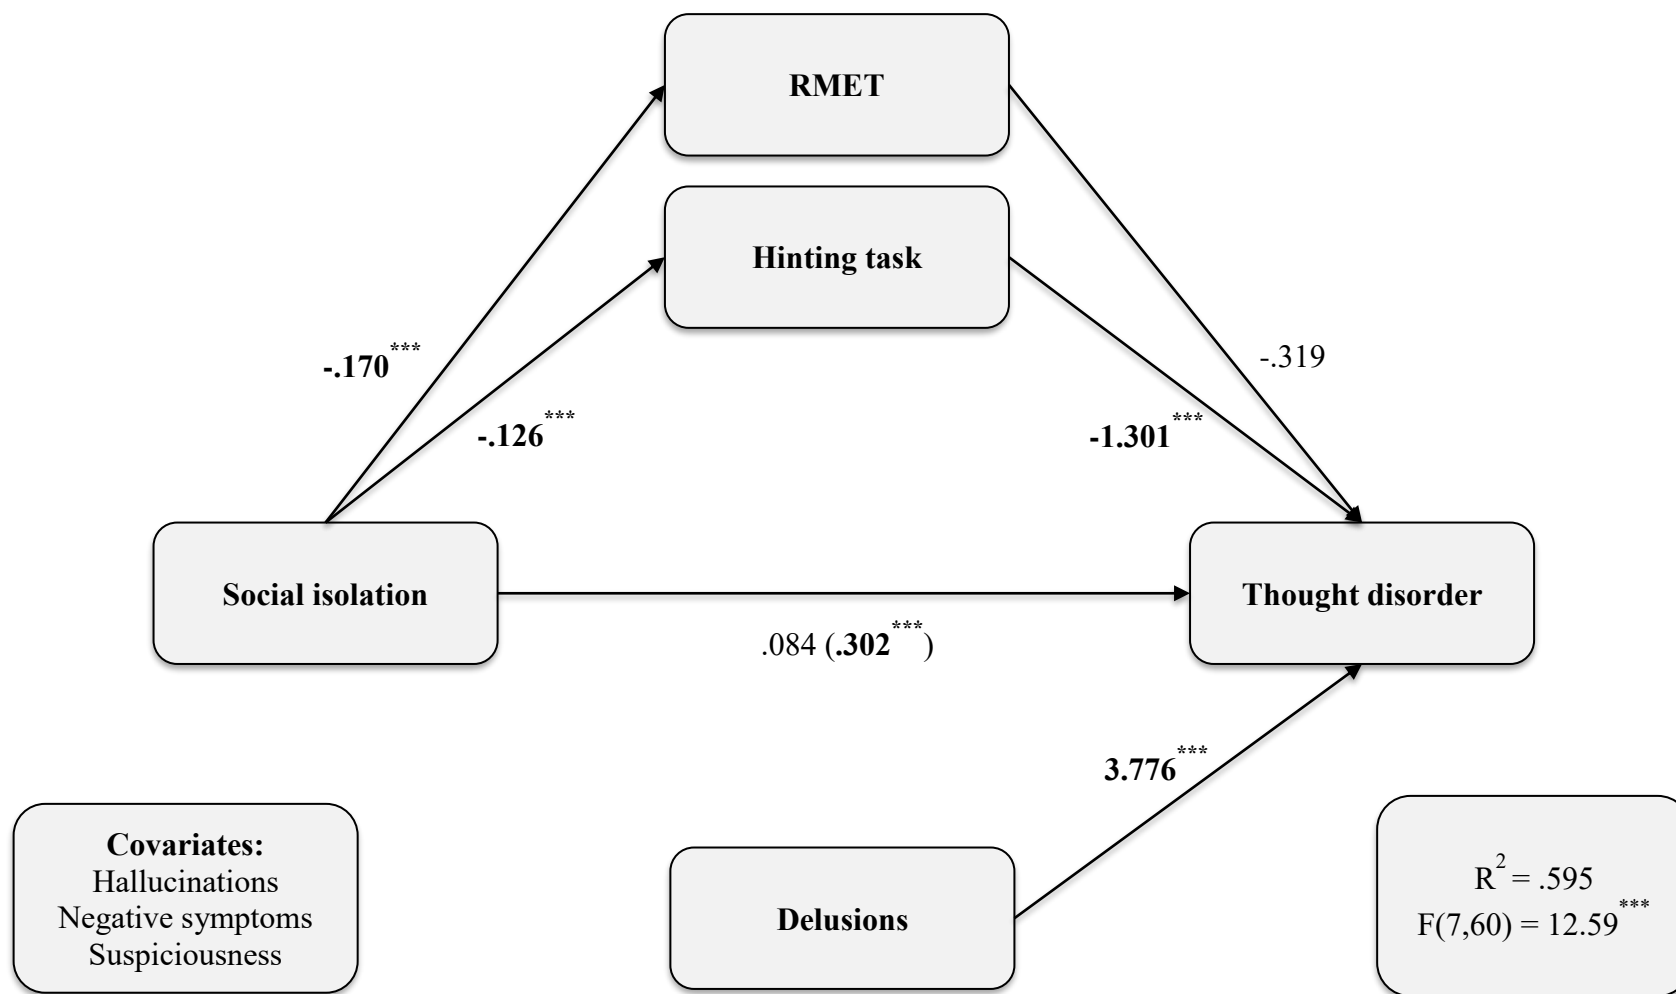 RMET
Hinting task
-.170***
-.319
-.126***
-1.301***
Social isolation
Thought disorder
.084 (.302***)
3.776***
Covariates:
Hallucinations
Negative symptoms
Suspiciousness
Delusions
R² = .595
F(7,60) = 12.59***